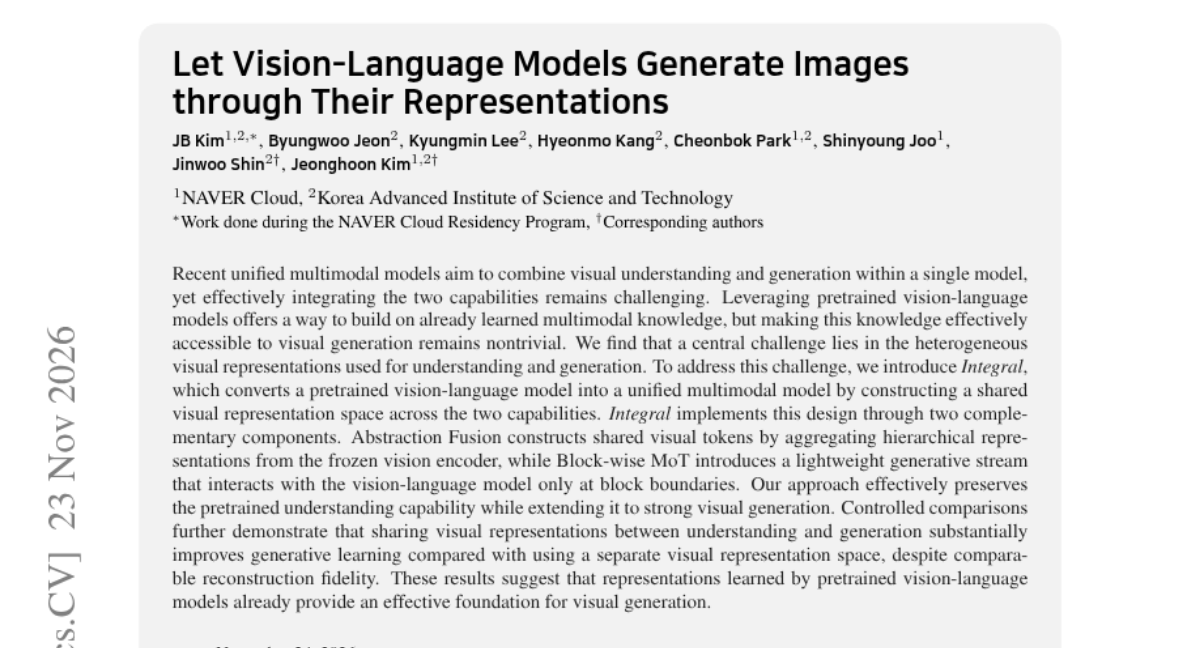 Let Vision-Language Models Generate Images
through Their Representations
JB Kim1,2,*, Byungwoo Jeon2, Kyungmin Lee2, Hyeonmo Kang2, Cheonbok Park1,2, Shinyoung Joo1,
Jinwoo Shin2†, Jeonghoon Kim1,2†
1NAVER Cloud, 2Korea Advanced Institute of Science and Technology
*Work done during the NAVER Cloud Residency Program, †Corresponding authors
Recent unified multimodal models aim to combine visual understanding and generation within a single model,
yet effectively integrating the two capabilities remains challenging. Leveraging pretrained vision-language
models offers a way to build on already learned multimodal knowledge, but making this knowledge effectively
accessible to visual generation remains nontrivial. We find that a central challenge lies in the heterogeneous
visual representations used for understanding and generation. To address this challenge, we introduce Integral,
which converts a pretrained vision-language model into a unified multimodal model by constructing a shared
visual representation space across the two capabilities. Integral implements this design through two comple-
mentary components. Abstraction Fusion constructs shared visual tokens by aggregating hierarchical repre-
sentations from the frozen vision encoder, while Block-wise MoT introduces a lightweight generative stream
that interacts with the vision-language model only at block boundaries. Our approach effectively preserves
the pretrained understanding capability while extending it to strong visual generation. Controlled comparisons
further demonstrate that sharing visual representations between understanding and generation substantially
improves generative learning compared with using a separate visual representation space, despite compara-
ble reconstruction fidelity. These results suggest that representations learned by pretrained vision-language
models already provide an effective foundation for visual generation.
cs.CV] 23 Nov 2026